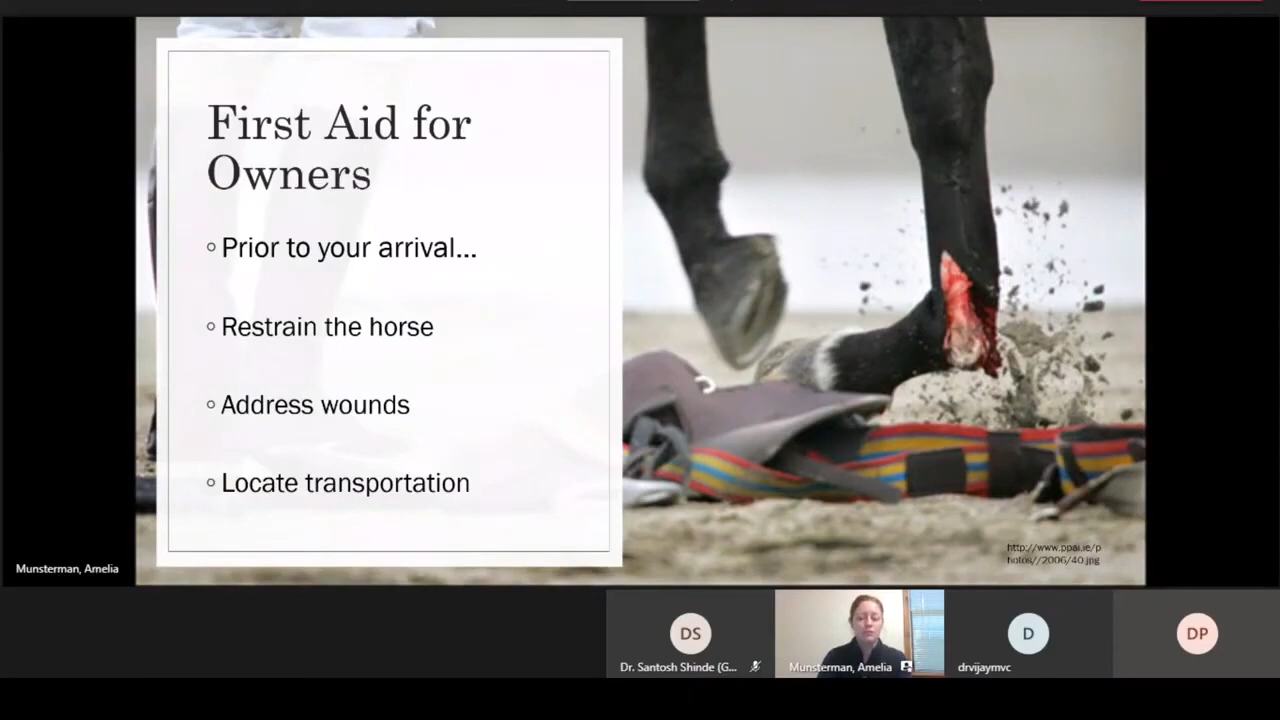 First Aid for
Owners
◦ Prior to your arrival...
◦ Restrain the horse
◦ Address wounds
◦ Locate transportation
http://www.ppai.ie/p
hotos//2006/40.jpg
Munsterman, Amelia
DS
D
DP
Dr. Santosh Shinde (G...
Munsterman, Amelia
drvijaymvc